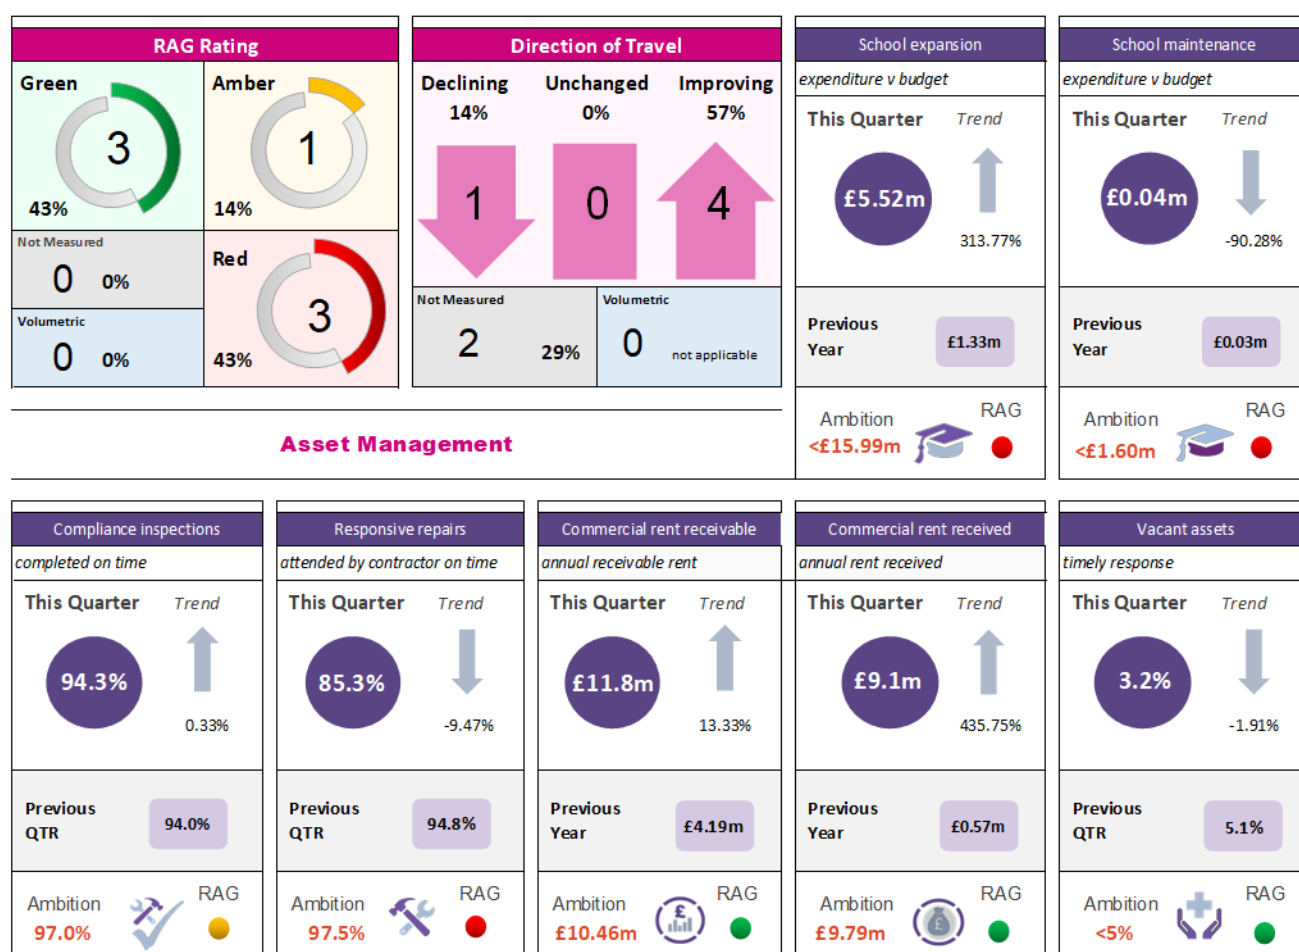 RAG Rating
Green
3
43%
Amber
1
14%
Not Measured
0 0%
Volumetric
0 0%
Red
3
43%
Direction of Travel
Declining Unchanged Improving
14% 0% 57%
1 0 4
Not Measured
2 29%
Volumetric
0 not applicable
Asset Management
School expansion
expenditure v budget
This Quarter Trend
£5.52m
313.77%
Previous
Year
£1.33m
Ambition RAG
<£15.99m
School maintenance
expenditure v budget
This Quarter Trend
£0.04m
-90.28%
Previous
Year
£0.03m
Ambition RAG
<£1.60m
Compliance inspections
completed on time
This Quarter Trend
94.3%
0.33%
Previous
QTR
94.0%
Ambition RAG
97.0%
Responsive repairs
attended by contractor on time
This Quarter Trend
85.3%
-9.47%
Previous
QTR
94.8%
Ambition RAG
97.5%
Commercial rent receivable
annual receivable rent
This Quarter Trend
£11.8m
13.33%
Previous
Year
£4.19m
£
Ambition RAG
£10.46m
Commercial rent received
annual rent received
This Quarter Trend
£9.1m
435.75%
Previous
Year
£0.57m
£
Ambition RAG
£9.79m
Vacant assets
timely response
This Quarter Trend
3.2%
-1.91%
Previous
QTR
5.1%
Ambition RAG
<5%